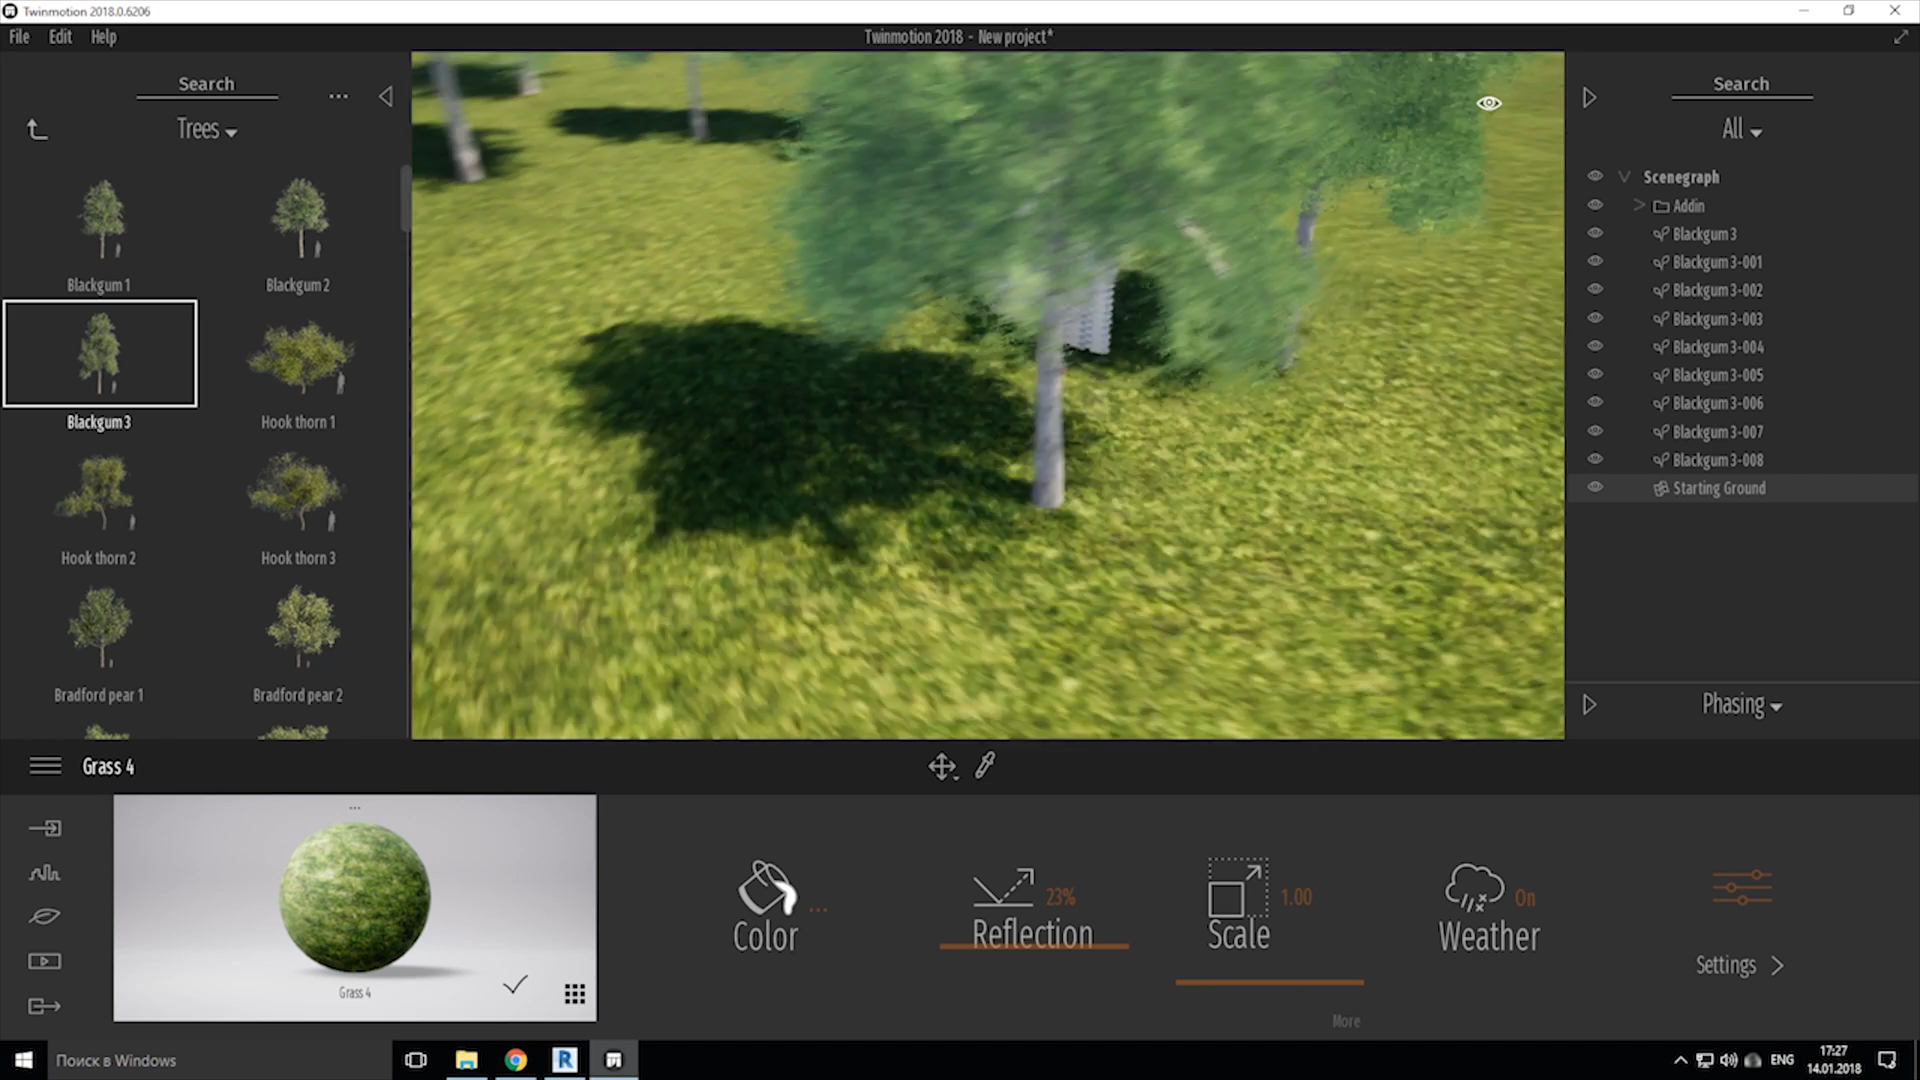 Twinmotion 2018.0.6206
File Edit Help
Twinmotion 2018 - New project*
Search
Trees
Blackgum 1
Blackgum 2
Blackgum 3
Hook thorn 1
Hook thorn 2
Hook thorn 3
Bradford pear 1
Bradford pear 2
Search
All
Scenegraph
Addin
Blackgum 3
Blackgum 3-001
Blackgum 3-002
Blackgum 3-003
Blackgum 3-004
Blackgum 3-005
Blackgum 3-006
Blackgum 3-007
Blackgum 3-008
Starting Ground
Phasing
Grass 4
Grass 4
Color ...
23%
Reflection
1.00
Scale
On
Weather
Settings
More
Поиск в Windows
R
ENG
17:27
14.01.2018